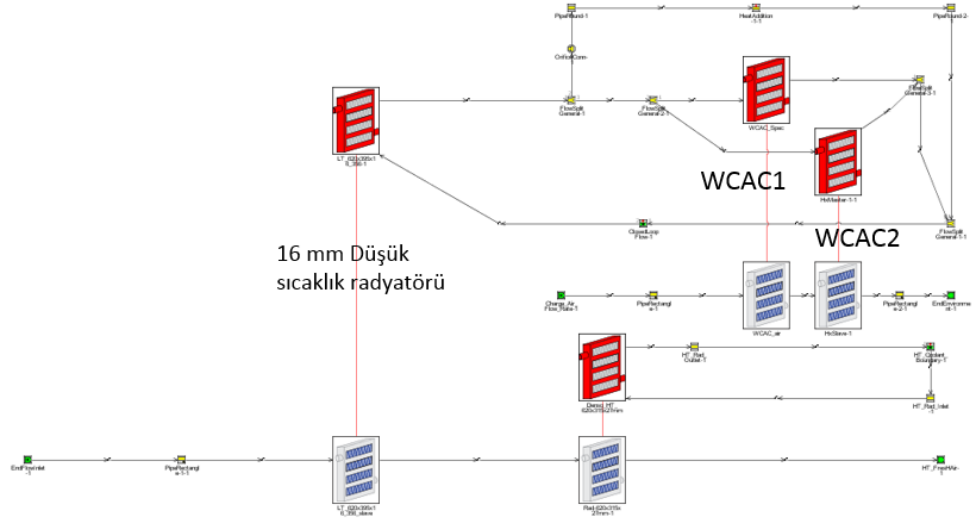 PipeRound-1
HeatAddition
-1-1
PipeRound-2-
1
FlowSplit
General-1
FlowSplit
General-2-1
WCAC_Spec
FlowSplit
General-3-1
HxMaster-1-1
WCAC1
ClosedLoop
Flow-1
FlowSplit
General-1-1
WCAC2
16 mm Düşük
sıcaklık radyatörü
Charge_Air
Flow_Rate-1
PipeRectangl
e-1
WCAC_air
HxSlave-1
PipeRectangl
e-2-1
EndEnvironme
nt-1
HT_Rad_
Outlet-1
HT_Coolant
Boundary-1
HT_Rad_Inlet
-1
EndFlowInlet
-1
PipeRectangl
e-1-1
HT_FreshAir-
1